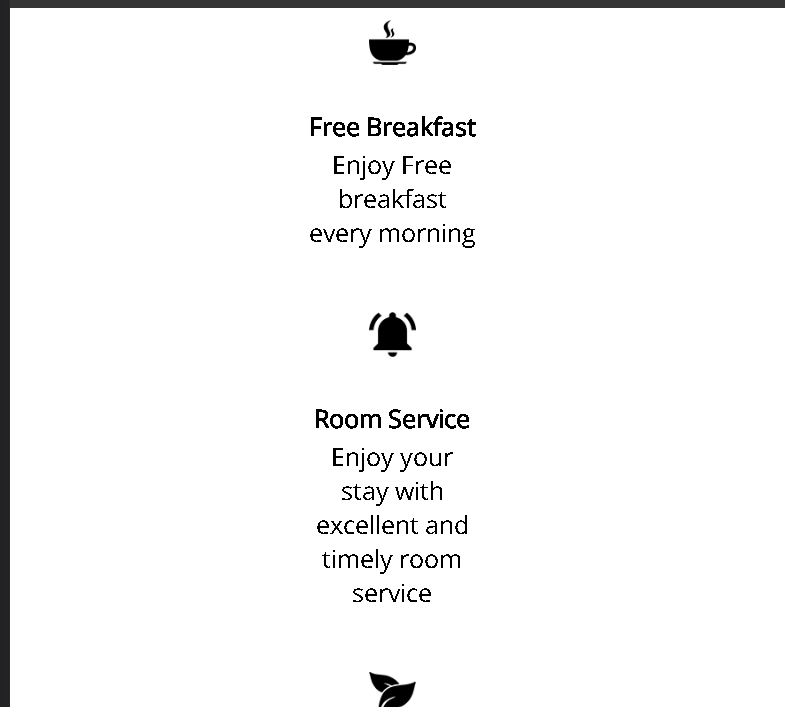 Free Breakfast
Enjoy Free
breakfast
every morning
Room Service
Enjoy your
stay with
excellent and
timely room
service